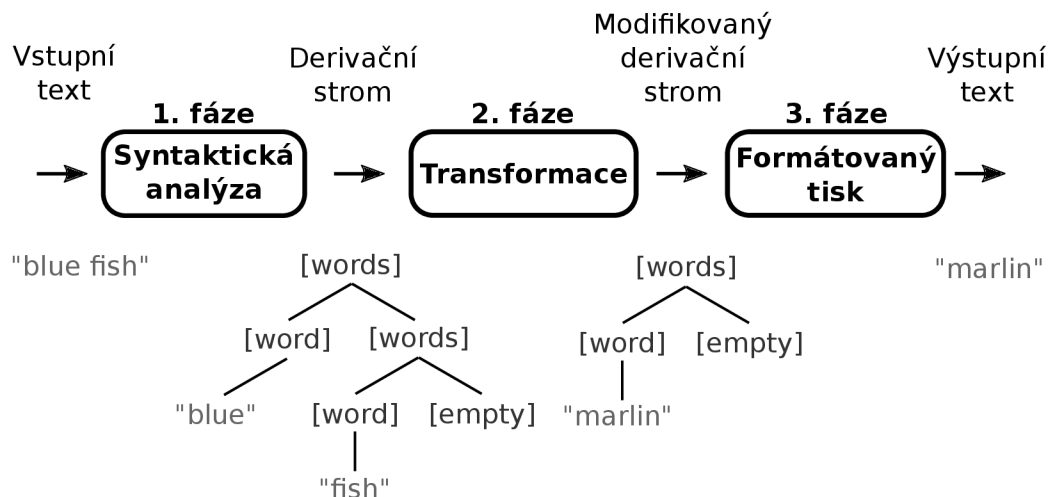 Vstupní
text
Derivační
strom
Modifikovaný
derivační
strom
Výstupní
text
1. fáze
2. fáze
3. fáze
Syntaktická
analýza
Transformace
Formátovaný
tisk
"blue fish"
[words]
[words]
"marlin"
[word]
[words]
[word]
[empty]
"blue"
[word]
[empty]
"marlin"
"fish"